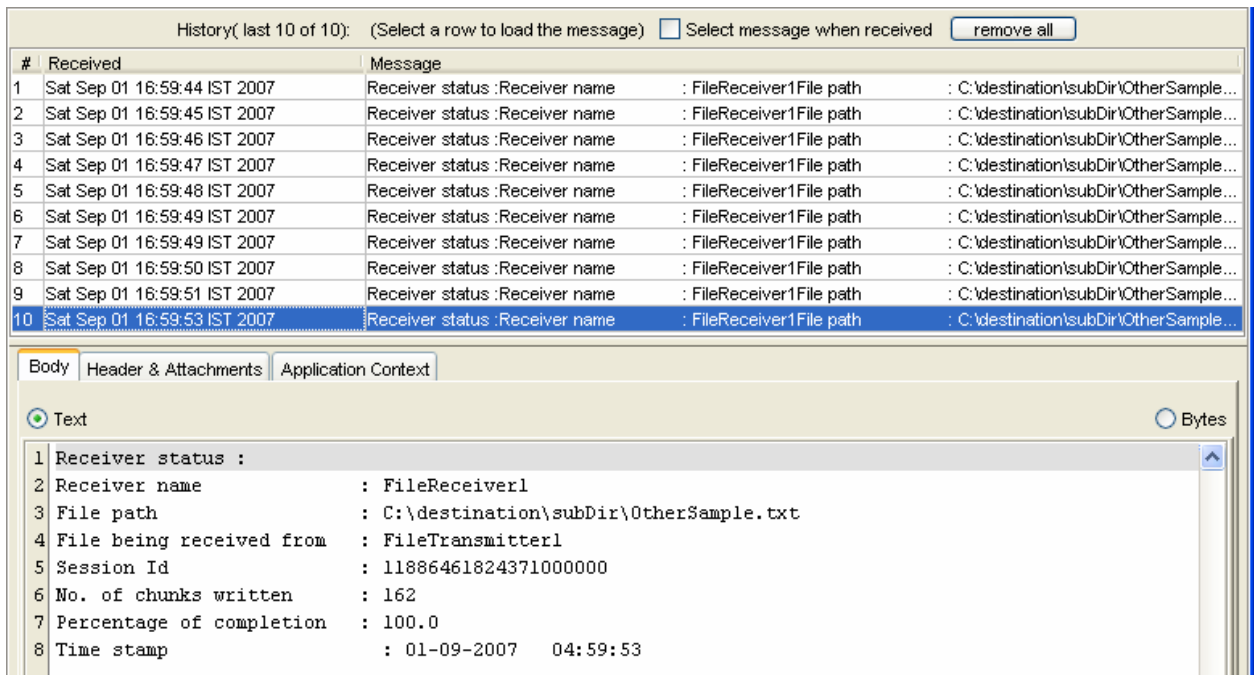 History( last 10 of 10): (Select a row to load the message) Select message when received remove all
# Received Message
1 Sat Sep 01 16:59:44 IST 2007 Receiver status :Receiver name : FileReceiver1File path : C:\destination\subDir\OtherSample...
2 Sat Sep 01 16:59:45 IST 2007 Receiver status :Receiver name : FileReceiver1File path : C:\destination\subDir\OtherSample...
3 Sat Sep 01 16:59:46 IST 2007 Receiver status :Receiver name : FileReceiver1File path : C:\destination\subDir\OtherSample...
4 Sat Sep 01 16:59:47 IST 2007 Receiver status :Receiver name : FileReceiver1File path : C:\destination\subDir\OtherSample...
5 Sat Sep 01 16:59:48 IST 2007 Receiver status :Receiver name : FileReceiver1File path : C:\destination\subDir\OtherSample...
6 Sat Sep 01 16:59:49 IST 2007 Receiver status :Receiver name : FileReceiver1File path : C:\destination\subDir\OtherSample...
7 Sat Sep 01 16:59:49 IST 2007 Receiver status :Receiver name : FileReceiver1File path : C:\destination\subDir\OtherSample...
8 Sat Sep 01 16:59:50 IST 2007 Receiver status :Receiver name : FileReceiver1File path : C:\destination\subDir\OtherSample...
9 Sat Sep 01 16:59:51 IST 2007 Receiver status :Receiver name : FileReceiver1File path : C:\destination\subDir\OtherSample...
10 Sat Sep 01 16:59:53 IST 2007 Receiver status :Receiver name : FileReceiver1File path : C:\destination\subDir\OtherSample...
Body Header & Attachments Application Context
Text Bytes
1 Receiver status :
2 Receiver name : FileReceiver1
3 File path : C:\destination\subDir\OtherSample.txt
4 File being received from : FileTransmitter1
5 Session Id : 11886461824371000000
6 No. of chunks written : 162
7 Percentage of completion : 100.0
8 Time stamp : 01-09-2007 04:59:53